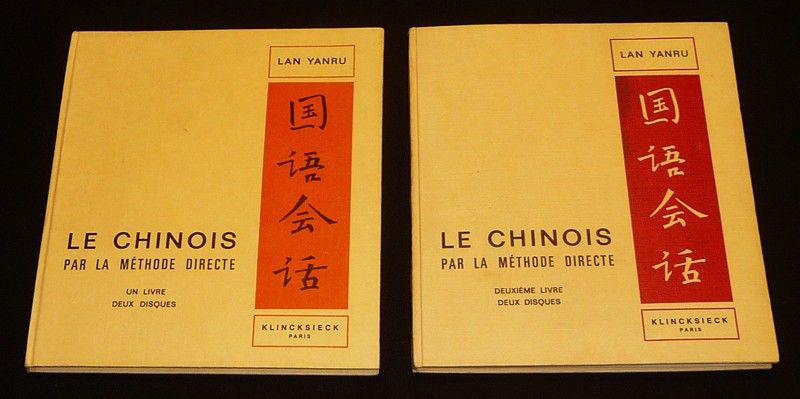 LAN YANRU
国
语
会
话
LE CHINOIS
PAR LA MÉTHODE DIRECTE
UN LIVRE
DEUX DISQUES
KLINCKSIECK
PARIS
LAN YANRU
国
语
会
话
LE CHINOIS
PAR LA MÉTHODE DIRECTE
DEUXIÈME LIVRE
DEUX DISQUES
KLINCKSIECK
PARIS